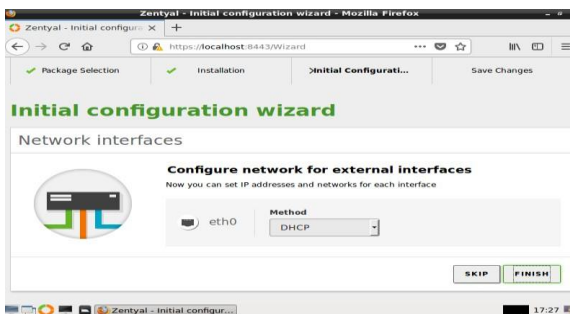 Zentyal - Initial configuration wizard - Mozilla Firefox
Zentyal - Initial configura
https://localhost:8443/Wizard
Package Selection
Installation
Initial Configurati...
Save Changes
Initial configuration wizard
Network interfaces
Configure network for external interfaces
Now you can set IP addresses and networks for each interface
Method
eth0
DHCP
SKIP
FINISH
Zentyal - Initial configur...
17:27